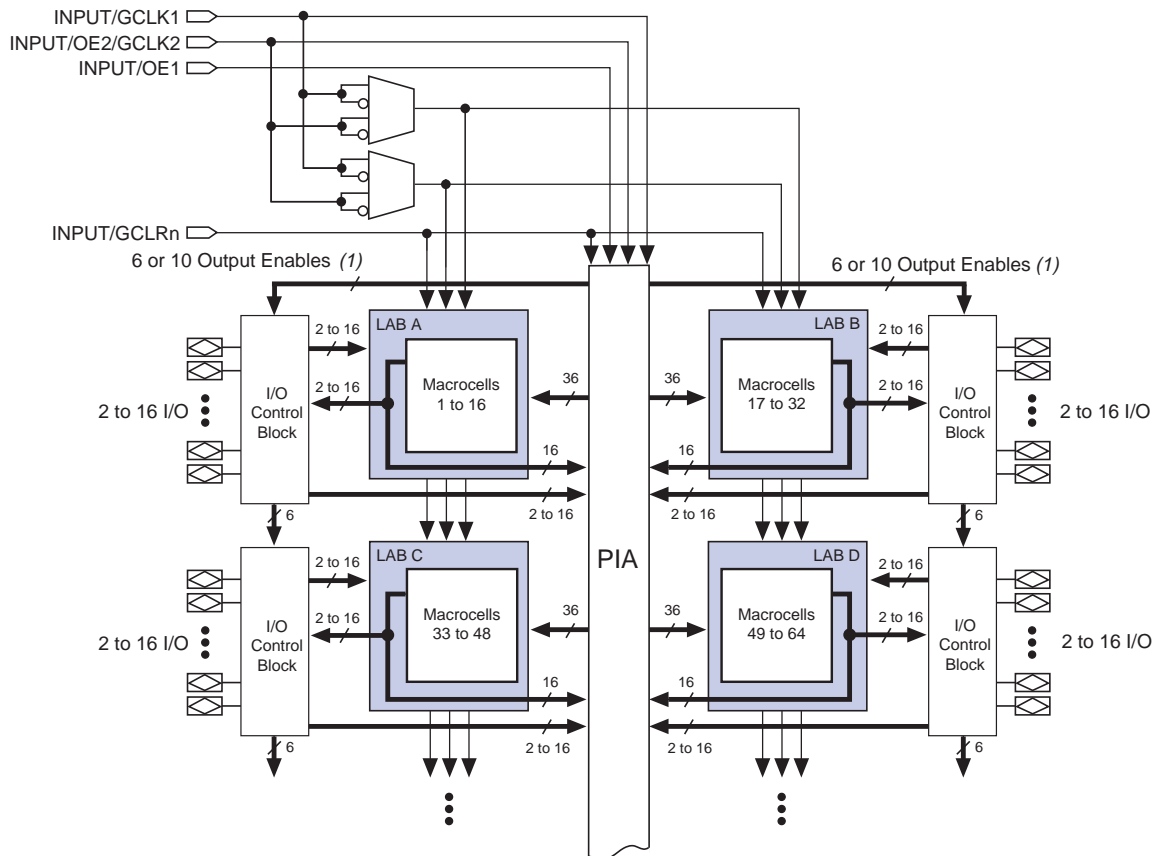 INPUT/GCLK1
INPUT/OE2/GCLK2
INPUT/OE1
INPUT/GCLRn
6 or 10 Output Enables (1)
6 or 10 Output Enables (1)
LAB A
LAB B
2 to 16
2 to 16
I/O
Control
Block
2 to 16 I/O
2 to 16
Macrocells
1 to 16
36
36
Macrocells
17 to 32
2 to 16
I/O
Control
Block
2 to 16 I/O
16
16
2 to 16
2 to 16
6
6
PIA
LAB C
LAB D
2 to 16
2 to 16
I/O
Control
Block
2 to 16 I/O
2 to 16
Macrocells
33 to 48
36
36
Macrocells
49 to 64
2 to 16
I/O
Control
Block
2 to 16 I/O
16
16
2 to 16
2 to 16
6
6